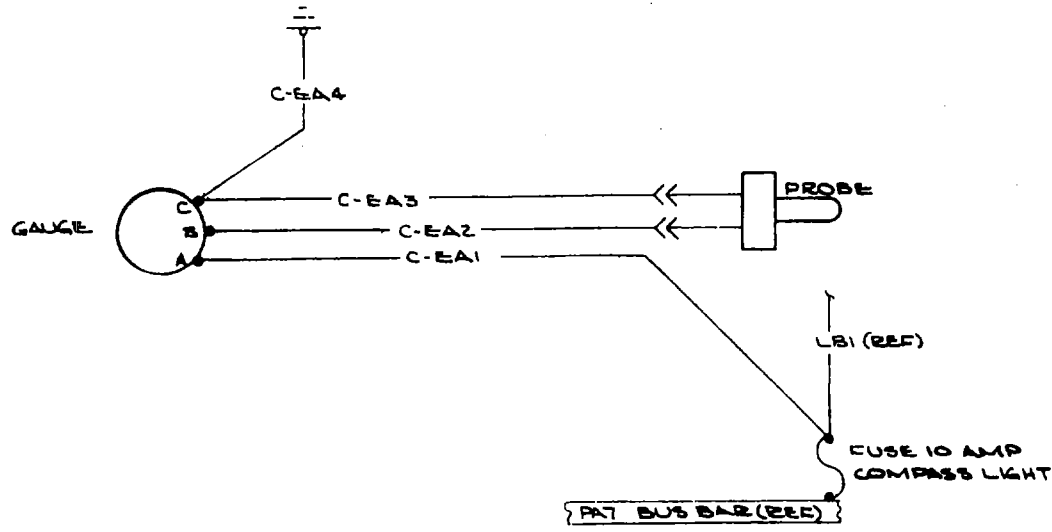 C-EA4
C-EA3
PROBE
C
GAUGE
B
C-EA2
A
C-EA1
LB1 (REF)
FUSE 10 AMP
COMPASS LIGHT
PA7 BUS BAR (REF)